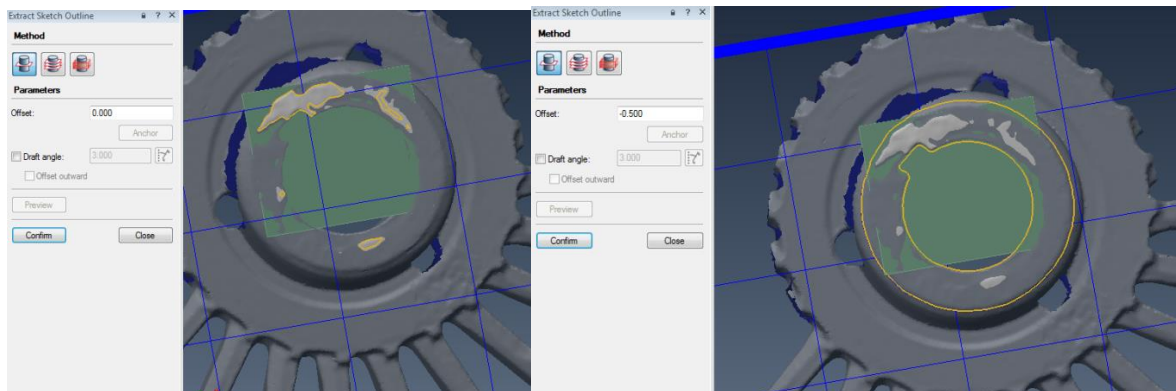 Extract Sketch Outline
Method
Parameters
Offset: 0.000
Anchor
Draft angle: 3.000
Offset outward
Preview
Confirm Close
Extract Sketch Outline
Method
Parameters
Offset: -0.500
Anchor
Draft angle: 3.000
Offset outward
Preview
Confirm Close